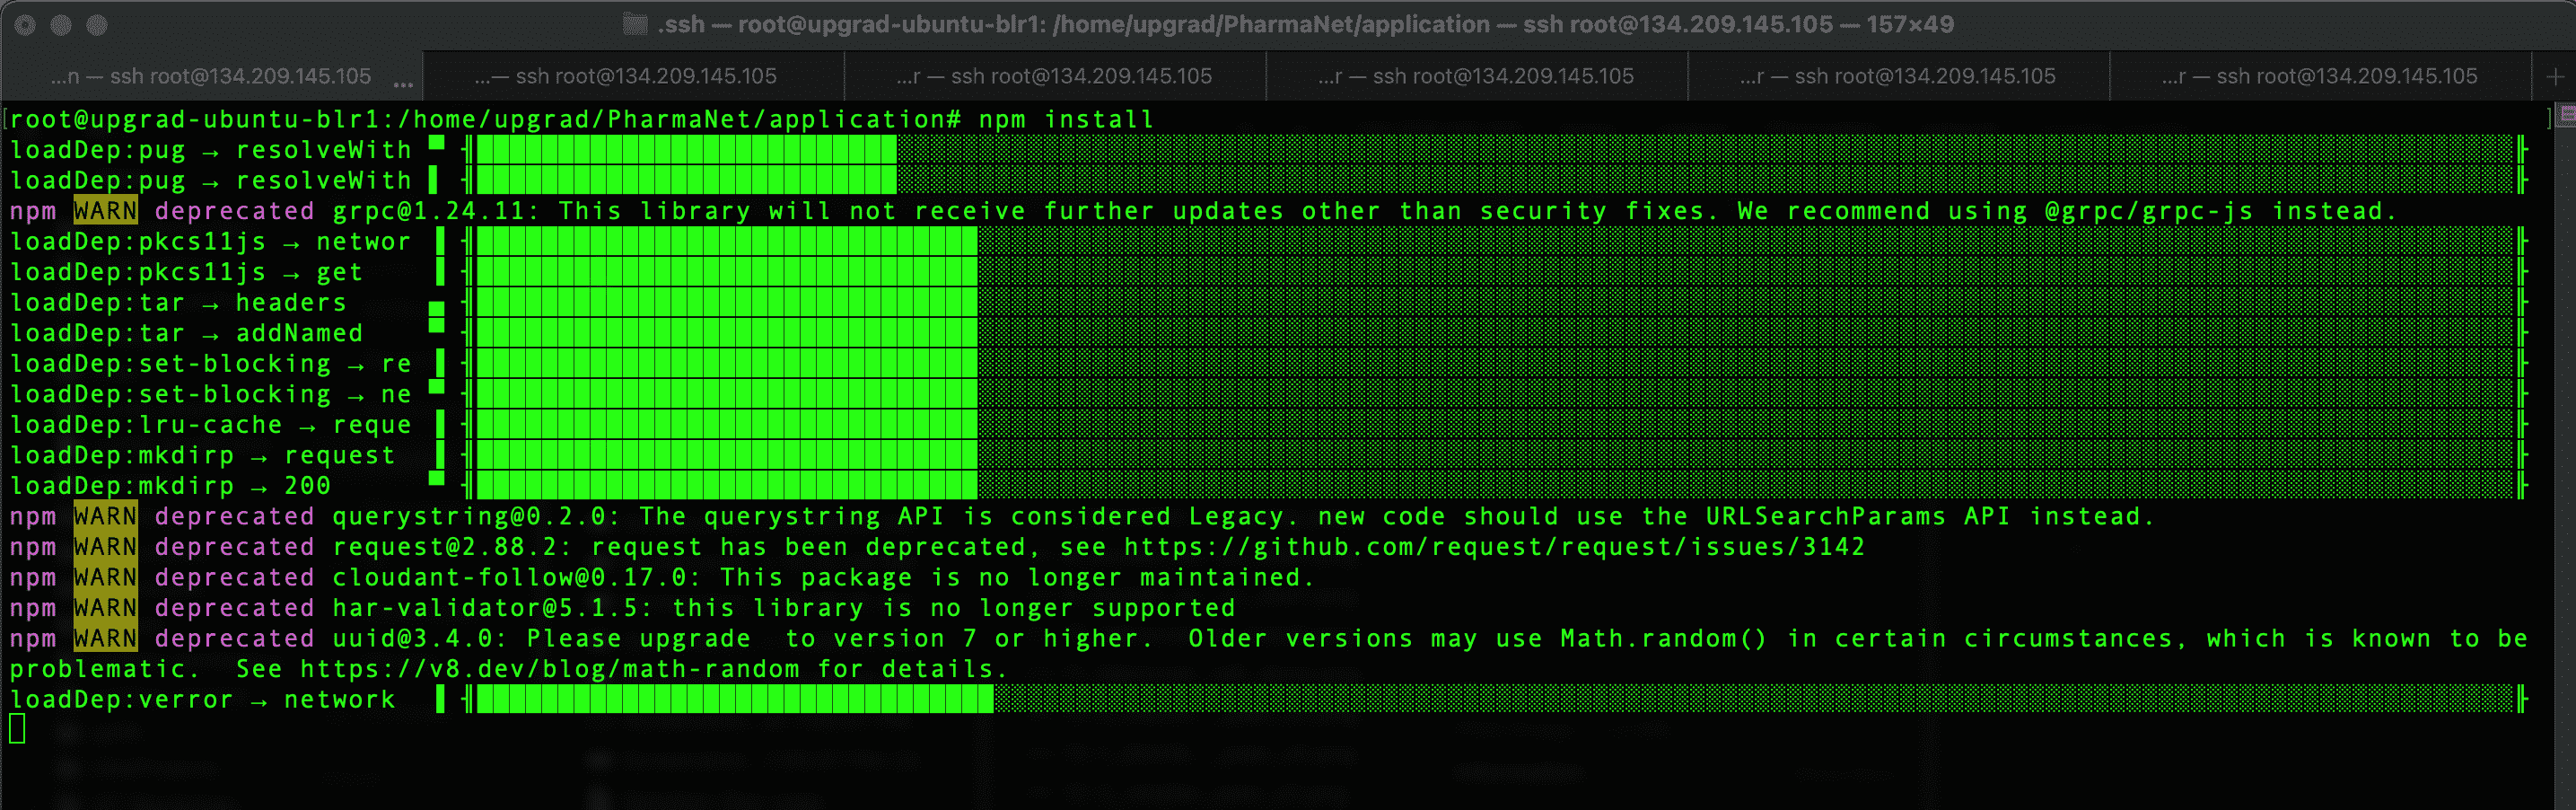 .ssh — root@upgrad-ubuntu-blr1: /home/upgrad/PharmaNet/application — ssh root@134.209.145.105 — 157×49
...n — ssh root@134.209.145.105 ... ...— ssh root@134.209.145.105 ...r — ssh root@134.209.145.105 ...r — ssh root@134.209.145.105 ...r — ssh root@134.209.145.105 ...r — ssh root@134.209.145.105 +
[root@upgrad-ubuntu-blr1:/home/upgrad/PharmaNet/application# npm install ]
loadDep:pug → resolveWith
loadDep:pug → resolveWith
npm WARN deprecated grpc@1.24.11: This library will not receive further updates other than security fixes. We recommend using @grpc/grpc-js instead.
loadDep:pkcs11js → networ
loadDep:pkcs11js → get
loadDep:tar → headers
loadDep:tar → addNamed
loadDep:set-blocking → re
loadDep:set-blocking → ne
loadDep:lru-cache → reque
loadDep:mkdirp → request
loadDep:mkdirp → 200
npm WARN deprecated querystring@0.2.0: The querystring API is considered Legacy. new code should use the URLSearchParams API instead.
npm WARN deprecated request@2.88.2: request has been deprecated, see https://github.com/request/request/issues/3142
npm WARN deprecated cloudant-follow@0.17.0: This package is no longer maintained.
npm WARN deprecated har-validator@5.1.5: this library is no longer supported
npm WARN deprecated uuid@3.4.0: Please upgrade  to version 7 or higher.  Older versions may use Math.random() in certain circumstances, which is known to be
problematic.  See https://v8.dev/blog/math-random for details.
loadDep:verror → network